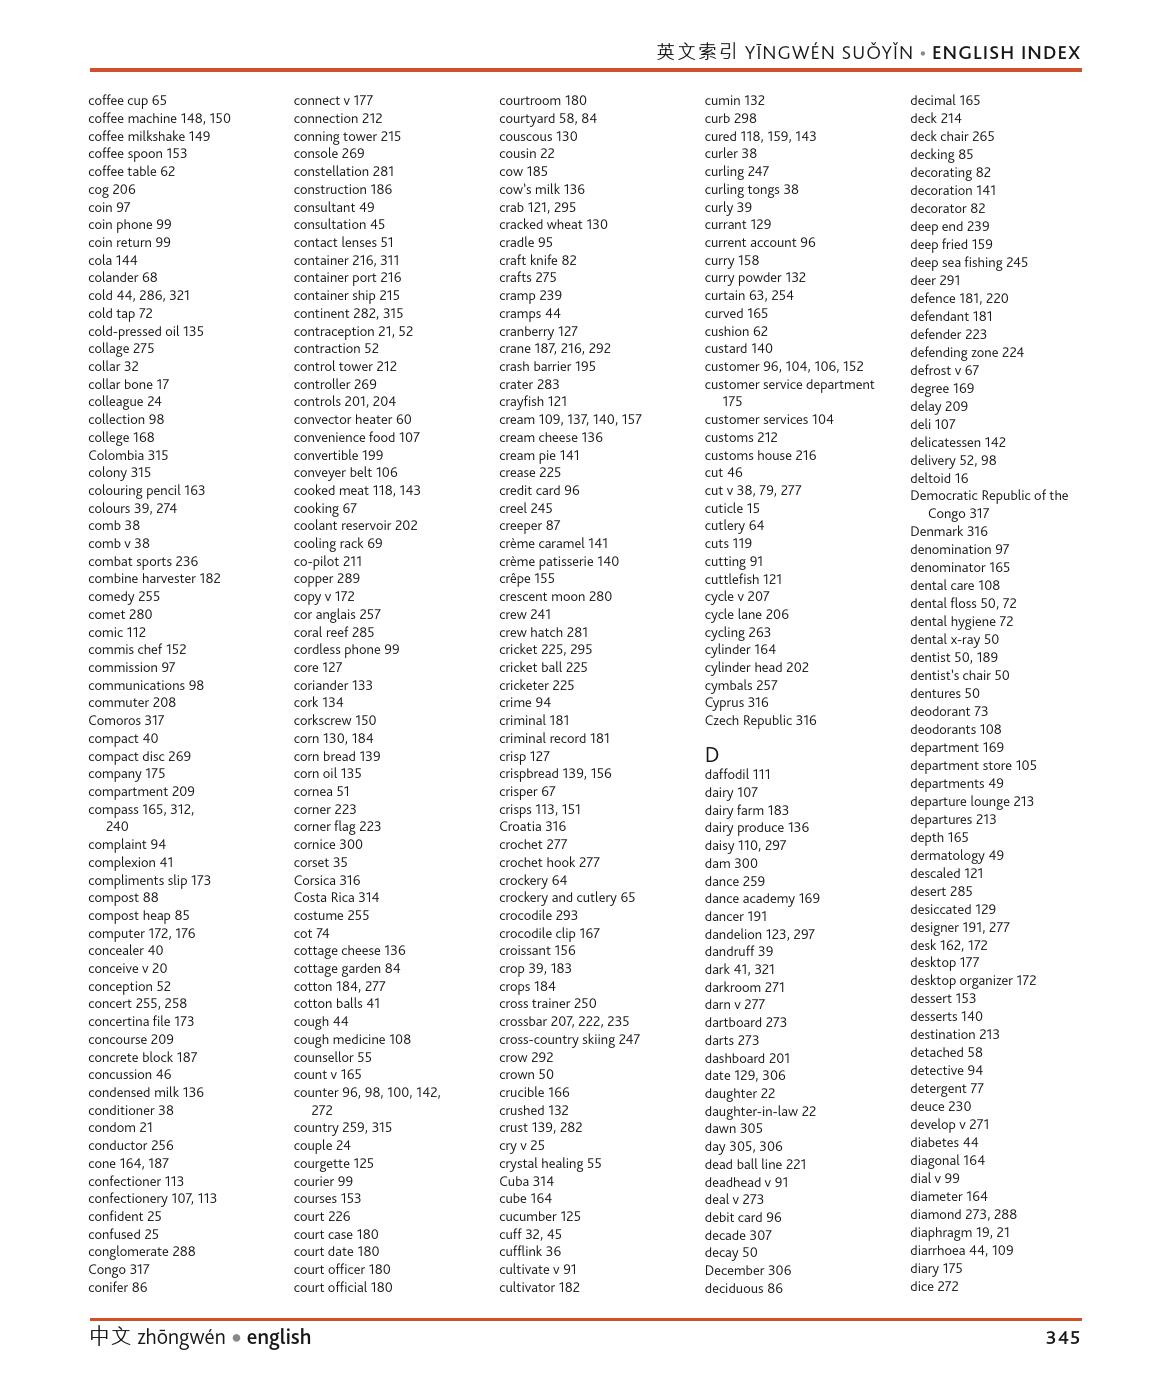 英文索引 YĪNGWÉN SUǑYǏN • ENGLISH INDEX
coffee cup 65
coffee machine 148, 150
coffee milkshake 149
coffee spoon 153
coffee table 62
cog 206
coin 97
coin phone 99
coin return 99
cola 144
colander 68
cold 44, 286, 321
cold tap 72
cold-pressed oil 135
collage 275
collar 32
collar bone 17
colleague 24
collection 98
college 168
Colombia 315
colony 315
colouring pencil 163
colours 39, 274
comb 38
comb v 38
combat sports 236
combine harvester 182
comedy 255
comet 280
comic 112
commis chef 152
commission 97
communications 98
commuter 208
Comoros 317
compact 40
compact disc 269
company 175
compartment 209
compass 165, 312,
240
complaint 94
complexion 41
compliments slip 173
compost 88
compost heap 85
computer 172, 176
concealer 40
conceive v 20
conception 52
concert 255, 258
concertina file 173
concourse 209
concrete block 187
concussion 46
condensed milk 136
conditioner 38
condom 21
conductor 256
cone 164, 187
confectioner 113
confectionery 107, 113
confident 25
confused 25
conglomerate 288
Congo 317
conifer 86
connect v 177
connection 212
conning tower 215
console 269
constellation 281
construction 186
consultant 49
consultation 45
contact lenses 51
container 216, 311
container port 216
container ship 215
continent 282, 315
contraception 21, 52
contraction 52
control tower 212
controller 269
controls 201, 204
convector heater 60
convenience food 107
convertible 199
conveyer belt 106
cooked meat 118, 143
cooking 67
coolant reservoir 202
cooling rack 69
co-pilot 211
copper 289
copy v 172
cor anglais 257
coral reef 285
cordless phone 99
core 127
coriander 133
cork 134
corkscrew 150
corn 130, 184
corn bread 139
corn oil 135
cornea 51
corner 223
corner flag 223
cornice 300
corset 35
Corsica 316
Costa Rica 314
costume 255
cot 74
cottage cheese 136
cottage garden 84
cotton 184, 277
cotton balls 41
cough 44
cough medicine 108
counsellor 55
count v 165
counter 96, 98, 100, 142,
272
country 259, 315
couple 24
courgette 125
courier 99
courses 153
court 226
court case 180
court date 180
court officer 180
court official 180
courtroom 180
courtyard 58, 84
couscous 130
cousin 22
cow 185
cow's milk 136
crab 121, 295
cracked wheat 130
cradle 95
craft knife 82
crafts 275
cramp 239
cramps 44
cranberry 127
crane 187, 216, 292
crash barrier 195
crater 283
crayfish 121
cream 109, 137, 140, 157
cream cheese 136
cream pie 141
crease 225
credit card 96
creel 245
creeper 87
crème caramel 141
crème patisserie 140
crêpe 155
crescent moon 280
crew 241
crew hatch 281
cricket 225, 295
cricket ball 225
cricketer 225
crime 94
criminal 181
criminal record 181
crisp 127
crispbread 139, 156
crisper 67
crisps 113, 151
Croatia 316
crochet 277
crochet hook 277
crockery 64
crockery and cutlery 65
crocodile 293
crocodile clip 167
croissant 156
crop 39, 183
crops 184
cross trainer 250
crossbar 207, 222, 235
cross-country skiing 247
crow 292
crown 50
crucible 166
crushed 132
crust 139, 282
cry v 25
crystal healing 55
Cuba 314
cube 164
cucumber 125
cuff 32, 45
cufflink 36
cultivate v 91
cultivator 182
cumin 132
curb 298
cured 118, 159, 143
curler 38
curling 247
curling tongs 38
curly 39
currant 129
current account 96
curry 158
curry powder 132
curtain 63, 254
curved 165
cushion 62
custard 140
customer 96, 104, 106, 152
customer service department
175
customer services 104
customs 212
customs house 216
cut 46
cut v 38, 79, 277
cuticle 15
cutlery 64
cuts 119
cutting 91
cuttlefish 121
cycle v 207
cycle lane 206
cycling 263
cylinder 164
cylinder head 202
cymbals 257
Cyprus 316
Czech Republic 316
D
daffodil 111
dairy 107
dairy farm 183
dairy produce 136
daisy 110, 297
dam 300
dance 259
dance academy 169
dancer 191
dandelion 123, 297
dandruff 39
dark 41, 321
darkroom 271
darn v 277
dartboard 273
darts 273
dashboard 201
date 129, 306
daughter 22
daughter-in-law 22
dawn 305
day 305, 306
dead ball line 221
deadhead v 91
deal v 273
debit card 96
decade 307
decay 50
December 306
deciduous 86
decimal 165
deck 214
deck chair 265
decking 85
decorating 82
decoration 141
decorator 82
deep end 239
deep fried 159
deep sea fishing 245
deer 291
defence 181, 220
defendant 181
defender 223
defending zone 224
defrost v 67
degree 169
delay 209
deli 107
delicatessen 142
delivery 52, 98
deltoid 16
Democratic Republic of the
Congo 317
Denmark 316
denomination 97
denominator 165
dental care 108
dental floss 50, 72
dental hygiene 72
dental x-ray 50
dentist 50, 189
dentist's chair 50
dentures 50
deodorant 73
deodorants 108
department 169
department store 105
departments 49
departure lounge 213
departures 213
depth 165
dermatology 49
descaled 121
desert 285
desiccated 129
designer 191, 277
desk 162, 172
desktop 177
desktop organizer 172
dessert 153
desserts 140
destination 213
detached 58
detective 94
detergent 77
deuce 230
develop v 271
diabetes 44
diagonal 164
dial v 99
diameter 164
diamond 273, 288
diaphragm 19, 21
diarrhoea 44, 109
diary 175
dice 272
中文 zhōngwén • english
345